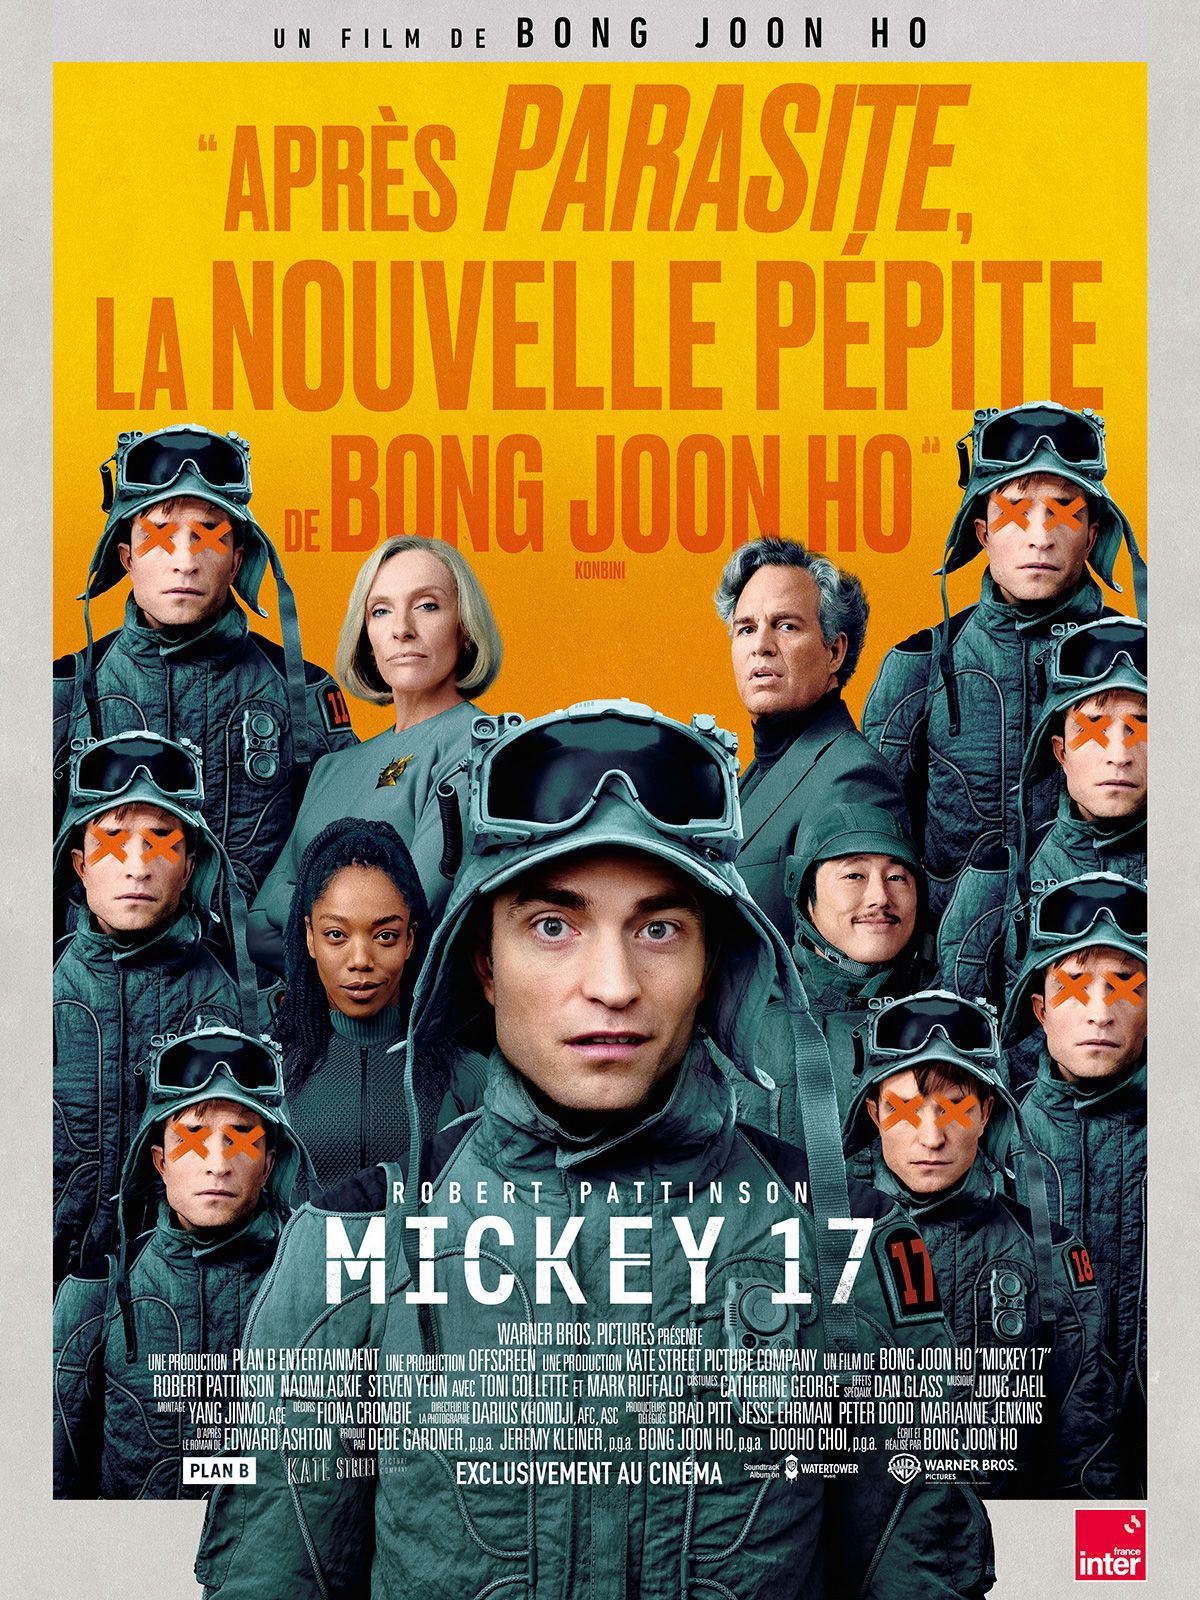 UN FILM DE BONG JOON HO
"APRÈS PARASITE,
LA NOUVELLE PÉPITE
DE BONG JOON HO"
KONBINI
11
ROBERT PATTINSON
MICKEY 17
17
18
WARNER BROS. PICTURES PRÉSENTE
UNE PRODUCTION PLAN B ENTERTAINMENT UNE PRODUCTION OFFSCREEN UNE PRODUCTION KATE STREET PICTURE COMPANY UN FILM DE BONG JOON HO "MICKEY 17"
ROBERT PATTINSON NAOMI ACKIE STEVEN YEUN AVEC TONI COLLETTE ET MARK RUFFALO COSTUMES CATHERINE GEORGE EFFETS SPÉCIAUX DAN GLASS MUSIQUE JUNG JAEIL
MONTAGE YANG JINMO, ACE DÉCORS FIONA CROMBIE DIRECTEUR DE LA PHOTOGRAPHIE DARIUS KHONDJI, AFC, ASC PRODUCTEURS DÉLÉGUÉS BRAD PITT JESSE EHRMAN PETER DODD MARIANNE JENKINS
D'APRÈS LE ROMAN DE EDWARD ASHTON PRODUIT PAR DEDE GARDNER, p.g.a. JEREMY KLEINER, p.g.a. BONG JOON HO, p.g.a. DOOHO CHOI, p.g.a. ÉCRIT ET RÉALISÉ PAR BONG JOON HO
PLAN B
KATE STREET PICTURE COMPANY
EXCLUSIVEMENT AU CINÉMA
Soundtrack Album on WATERTOWER MUSIC
WB WARNER BROS. PICTURES
france
inter